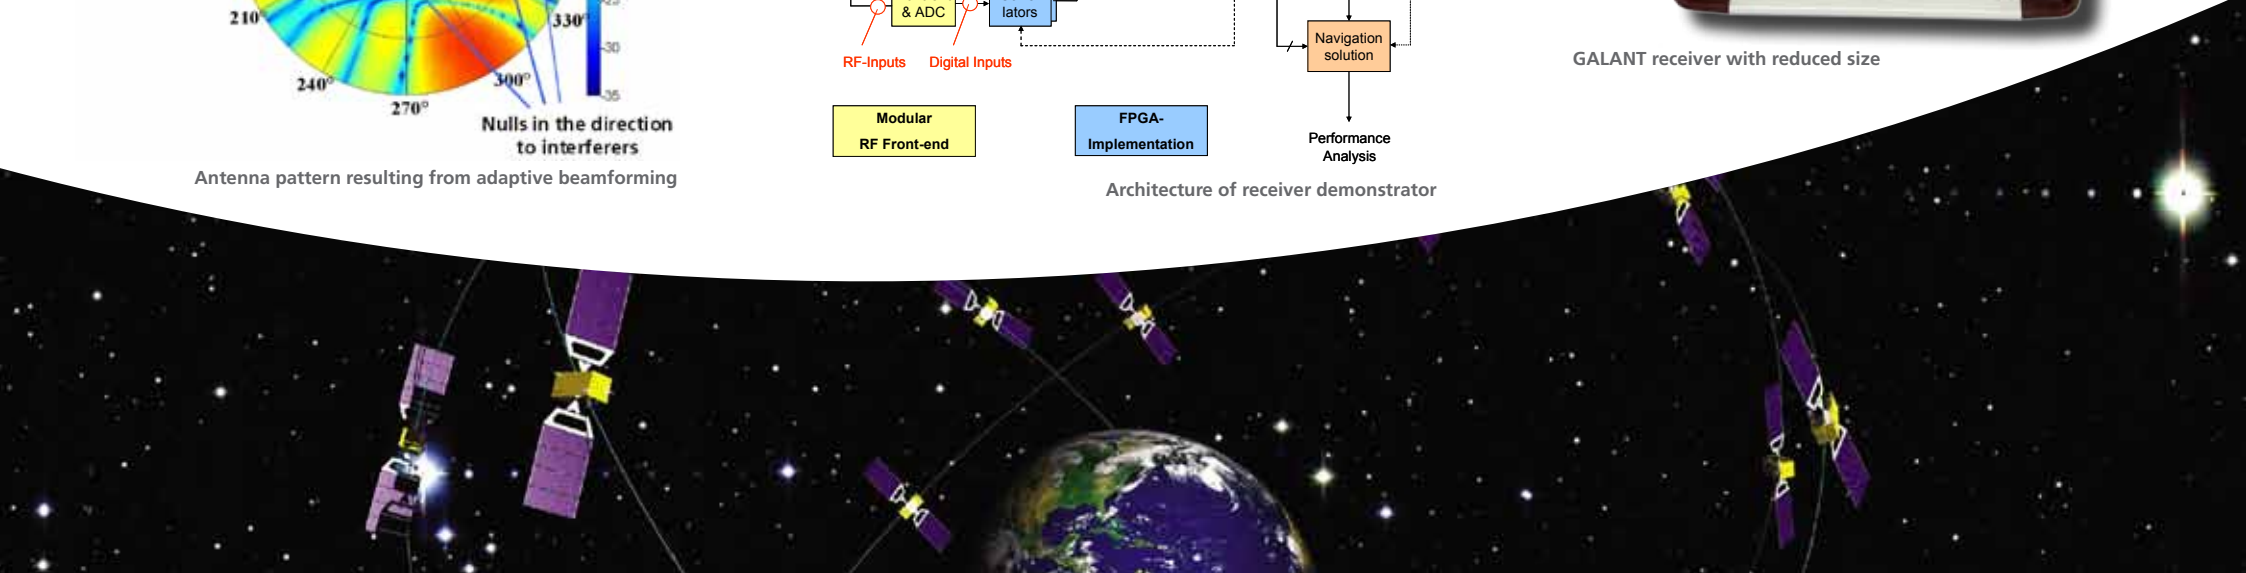 210°
240°
270°
300°
330°
-30
-35
Nulls in the direction
to interferers
Antenna pattern resulting from adaptive beamforming
& ADC
lators
RF-Inputs
Digital Inputs
Modular
RF Front-end
FPGA-
Implementation
Navigation
solution
Performance
Analysis
Architecture of receiver demonstrator
GALANT receiver with reduced size